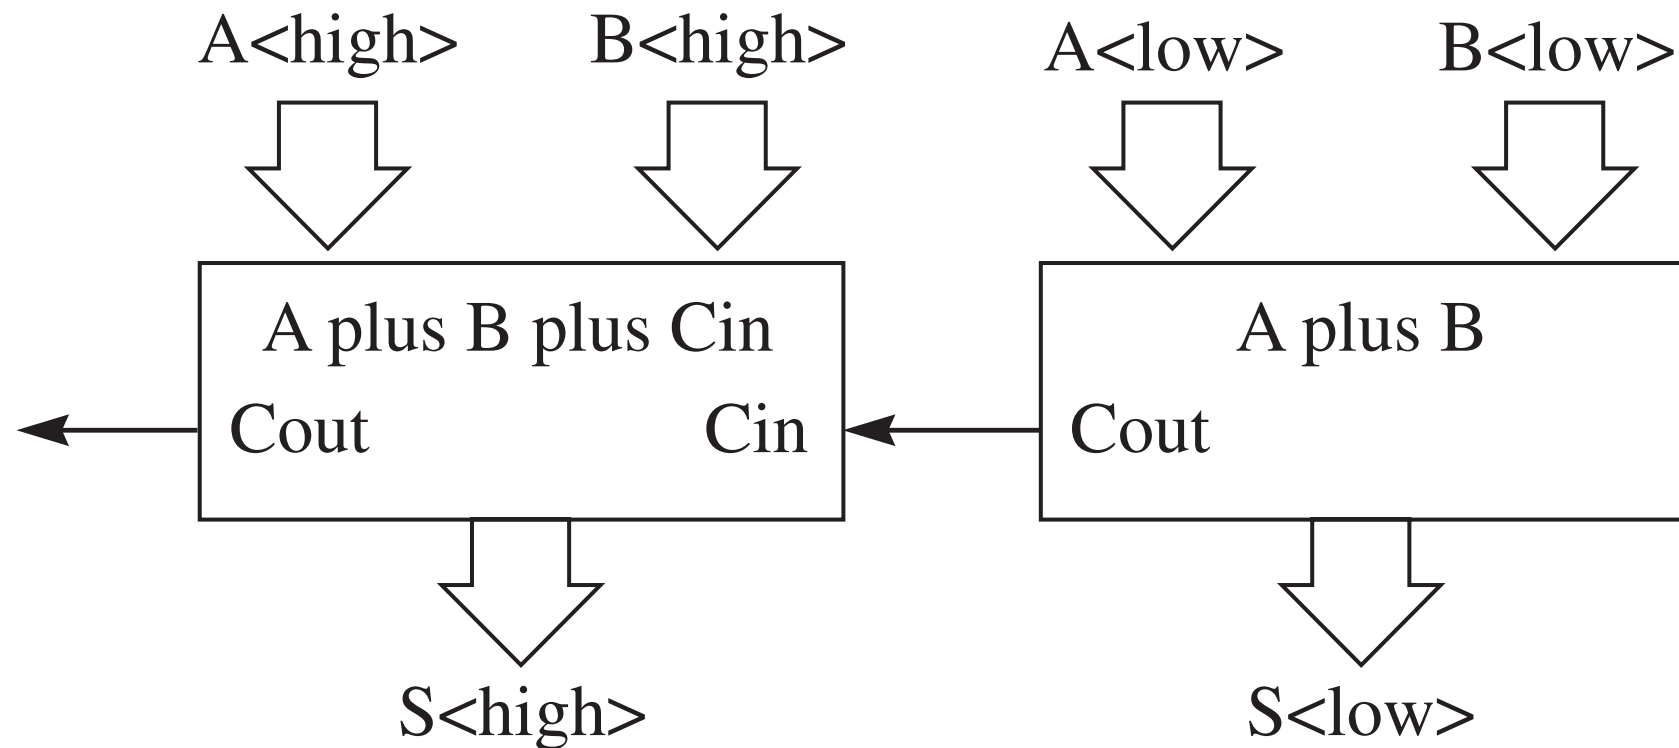 A<high> B<high> A<low> B<low>
A plus B plus Cin A plus B
Cout Cin Cout
S<high> S<low>